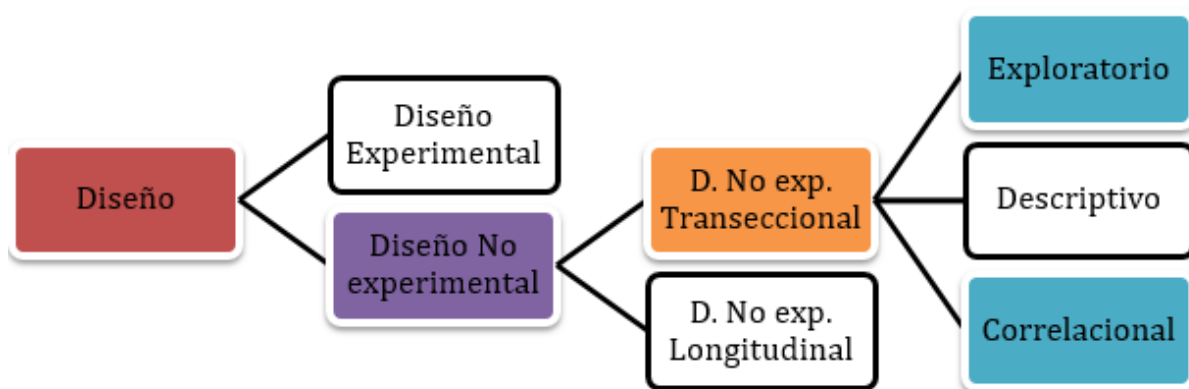 Diseño
Diseño
Experimental
Diseño No
experimental
D. No exp.
Transeccional
D. No exp.
Longitudinal
Exploratorio
Descriptivo
Correlacional